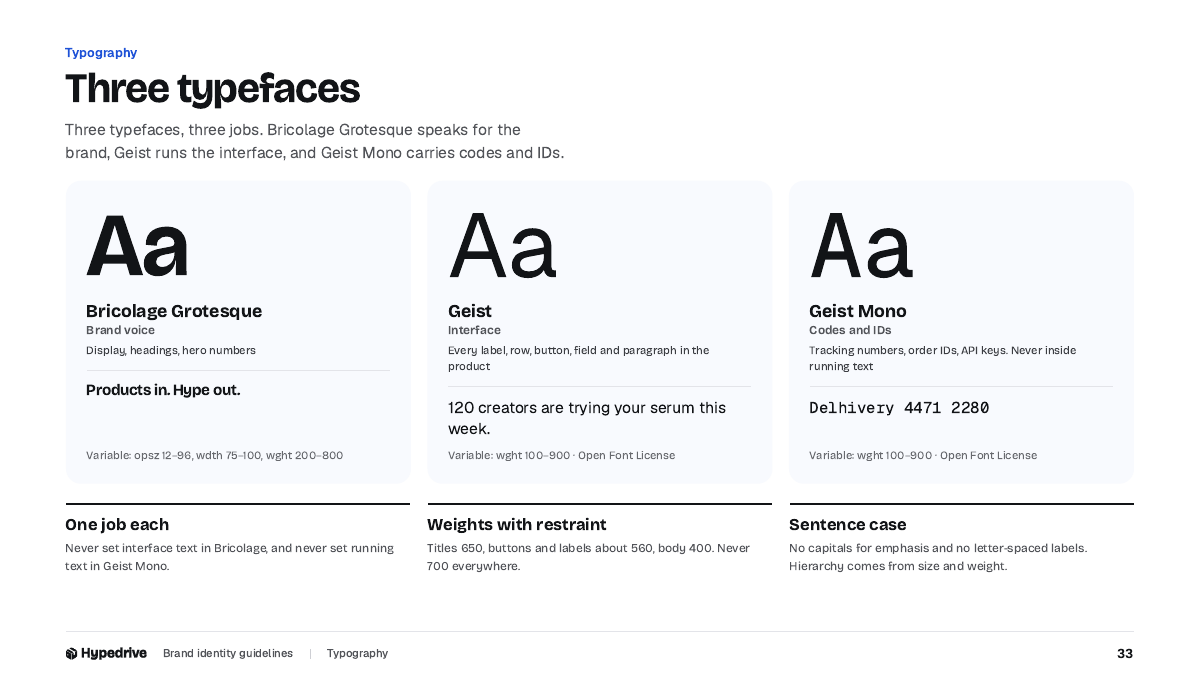 Typography
Three typefaces
Three typefaces, three jobs. Bricolage Grotesque speaks for the
brand, Geist runs the interface, and Geist Mono carries codes and IDs.
Aa
Bricolage Grotesque
Brand voice
Display, headings, hero numbers
Products in. Hype out.
Variable: opsz 12–96, wdth 75–100, wght 200–800
Aa
Geist
Interface
Every label, row, button, field and paragraph in the
product
120 creators are trying your serum this
week.
Variable: wght 100–900 · Open Font License
Aa
Geist Mono
Codes and IDs
Tracking numbers, order IDs, API keys. Never inside
running text
Delhivery 4471 2280
Variable: wght 100–900 · Open Font License
One job each
Never set interface text in Bricolage, and never set running
text in Geist Mono.
Weights with restraint
Titles 650, buttons and labels about 560, body 400. Never
700 everywhere.
Sentence case
No capitals for emphasis and no letter-spaced labels.
Hierarchy comes from size and weight.
Hypedrive Brand identity guidelines | Typography 33